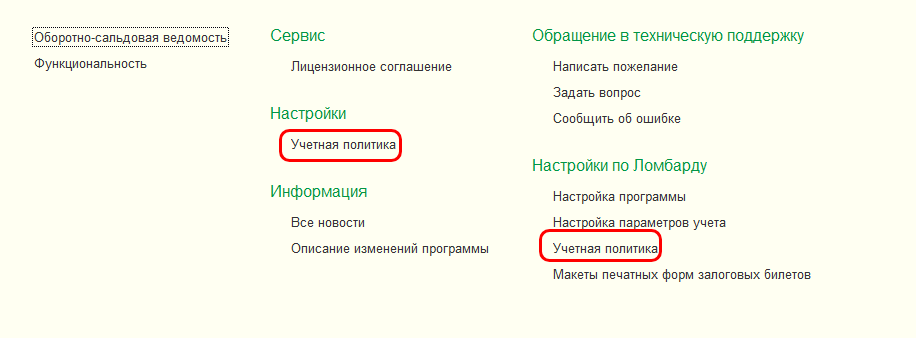 Оборотно-сальдовая ведомость
Функциональность
Сервис
Лицензионное соглашение
Настройки
Учетная политика
Информация
Все новости
Описание изменений программы
Обращение в техническую поддержку
Написать пожелание
Задать вопрос
Сообщить об ошибке
Настройки по Ломбарду
Настройка программы
Настройка параметров учета
Учетная политика
Макеты печатных форм залоговых билетов